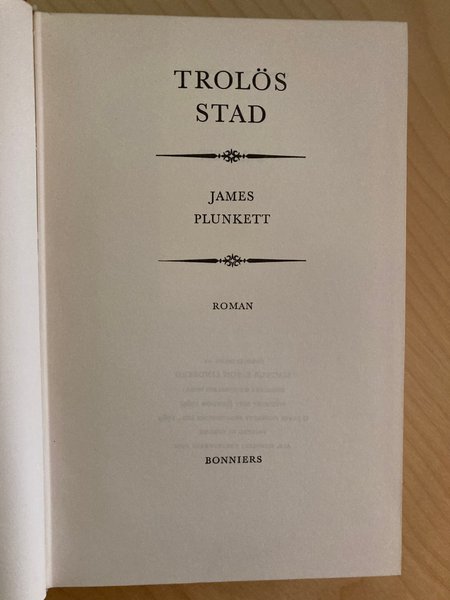 TROLÖS
STAD
JAMES
PLUNKETT
ROMAN
BONNIERS